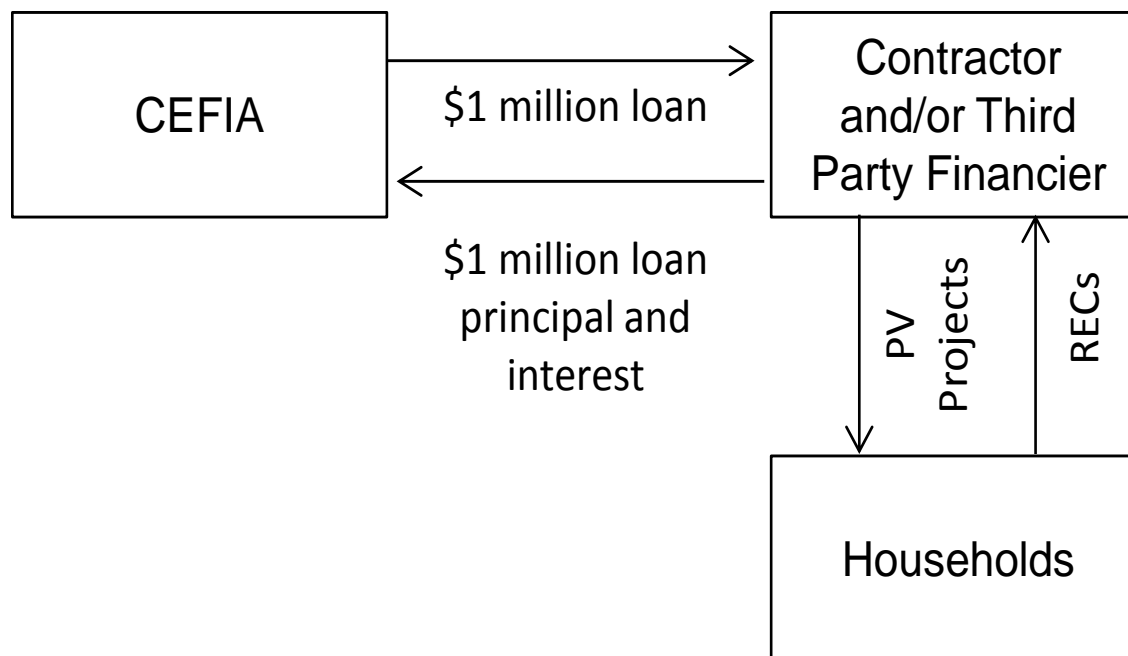 CEFIA
$1 million loan
Contractor
and/or Third
Party Financier
$1 million loan
principal and
interest
PV
Projects
RECs
Households